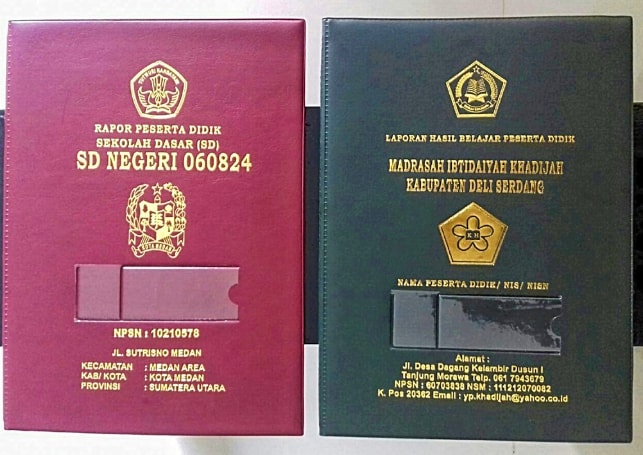 TUT WURI HANDAYANI
RAPOR PESERTA DIDIK
SEKOLAH DASAR (SD)
SD NEGERI 060824
KOTA MEDAN
NPSN : 10210578
JL. SUTRISNO MEDAN
KECAMATAN : MEDAN AREA
KAB/ KOTA : KOTA MEDAN
PROVINSI : SUMATERA UTARA
LAPORAN HASIL BELAJAR PESERTA DIDIK
MADRASAH IBTIDAIYAH KHADIJAH
KABUPATEN DELI SERDANG
K H
NAMA PESERTA DIDIK/ NIS/ NISN
Alamat :
Jl. Desa Dagang Kelambir Dusun I
Tanjung Morawa Telp. 061 7943679
NPSN : 60703838 NSM : 111212070082
K. Pos 20362 Email : yp.khadijah@yahoo.co.id